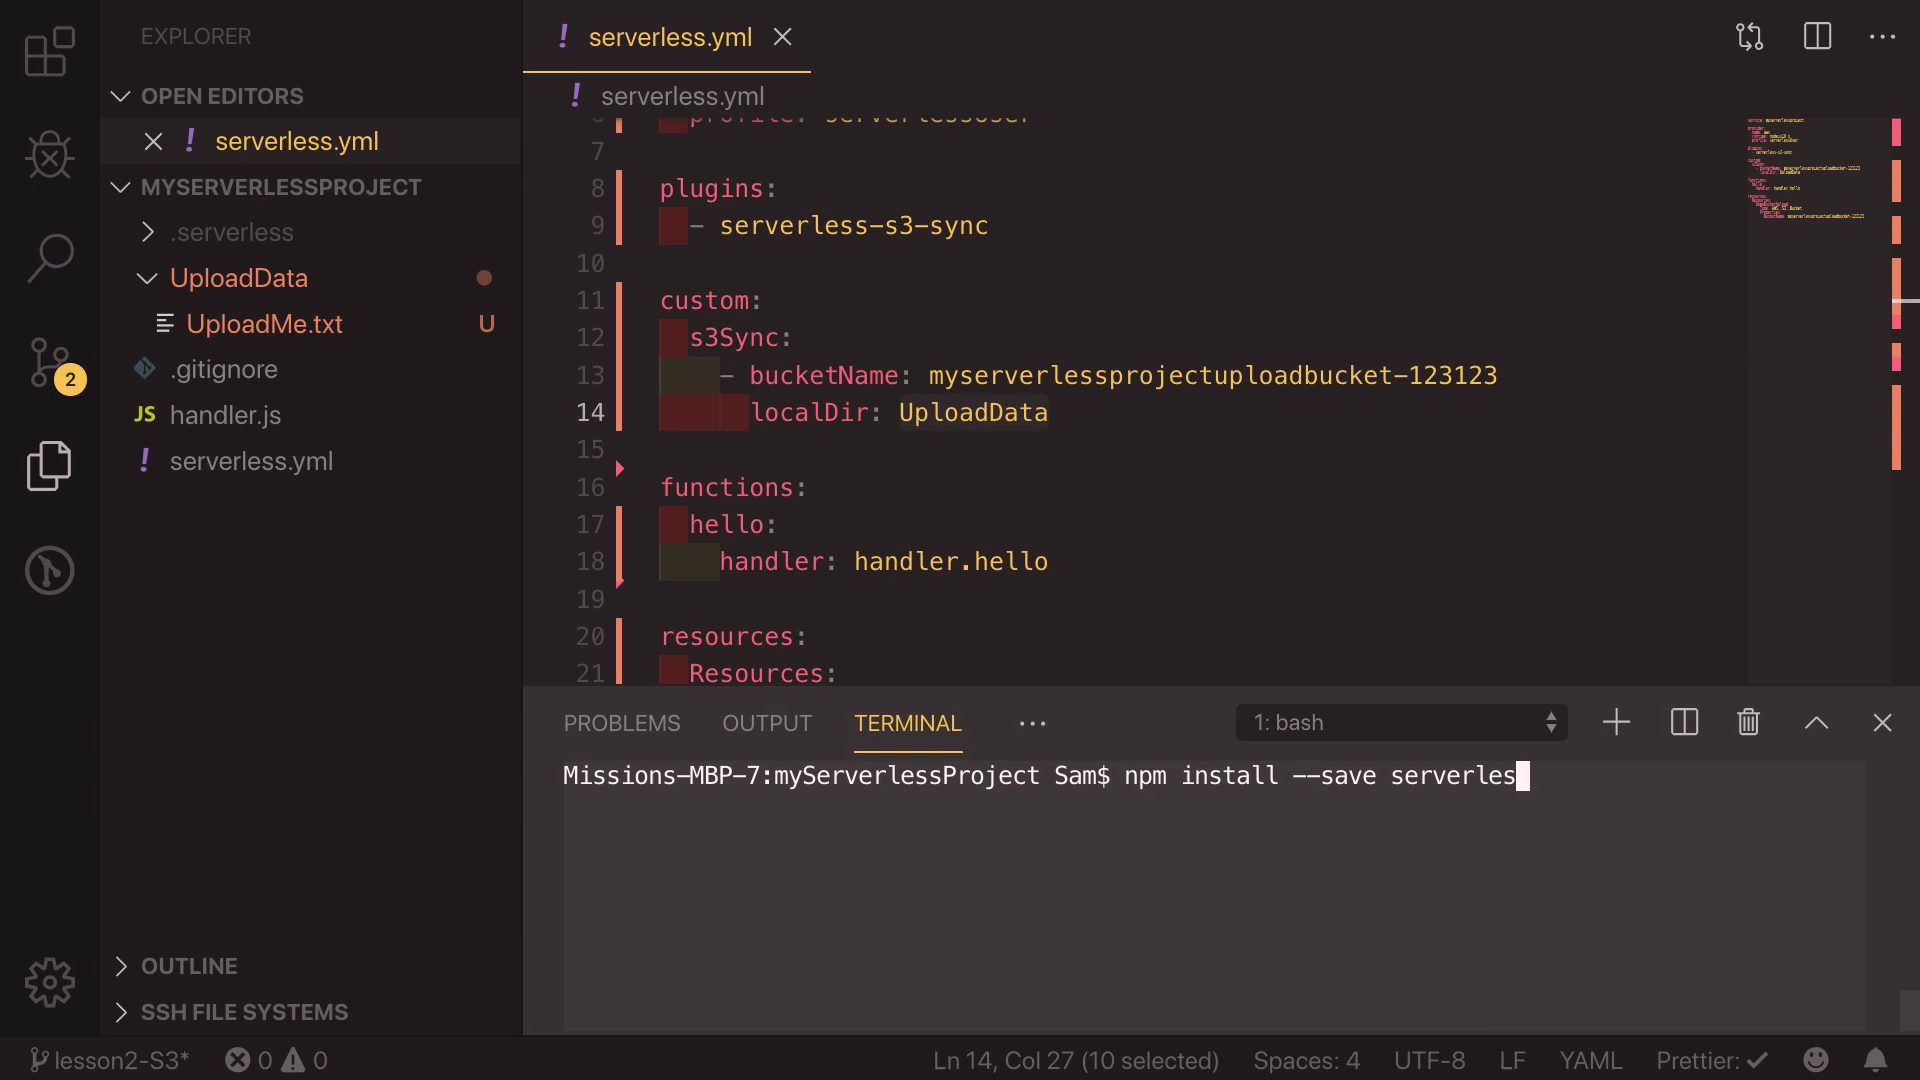 EXPLORER
OPEN EDITORS
! serverless.yml
MYSERVERLESSPROJECT
.serverless
UploadData
UploadMe.txt U
.gitignore
2
JS handler.js
! serverless.yml
OUTLINE
SSH FILE SYSTEMS
! serverless.yml
! serverless.yml
6 profile: serverlessUser
7
8 plugins:
9 - serverless-s3-sync
10
11 custom:
12 s3Sync:
13 - bucketName: myserverlessprojectuploadbucket-123123
14 localDir: UploadData
15
16 functions:
17 hello:
18 handler: handler.hello
19
20 resources:
21 Resources:
PROBLEMS OUTPUT TERMINAL ··· 1: bash
Missions-MBP-7:myServerlessProject Sam$ npm install --save serverles
lesson2-S3* 0 0 Ln 14, Col 27 (10 selected) Spaces: 4 UTF-8 LF YAML Prettier: ✓